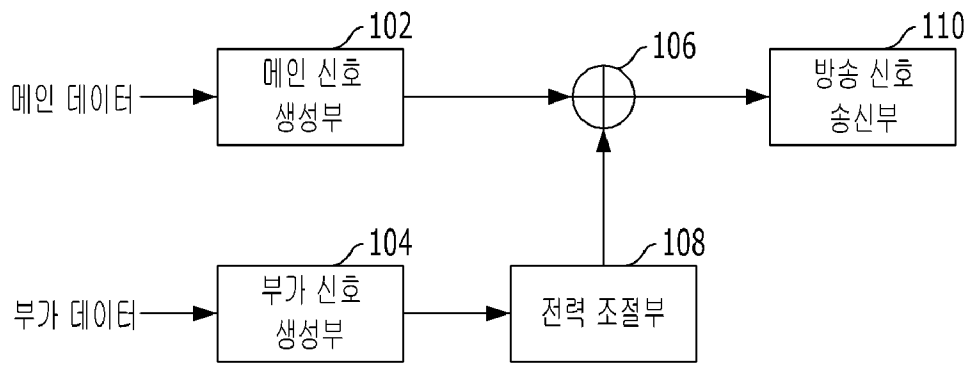 102
106
110
메인 데이터
메인 신호
생성부
방송 신호
송신부
104
108
부가 데이터
부가 신호
생성부
전력 조절부